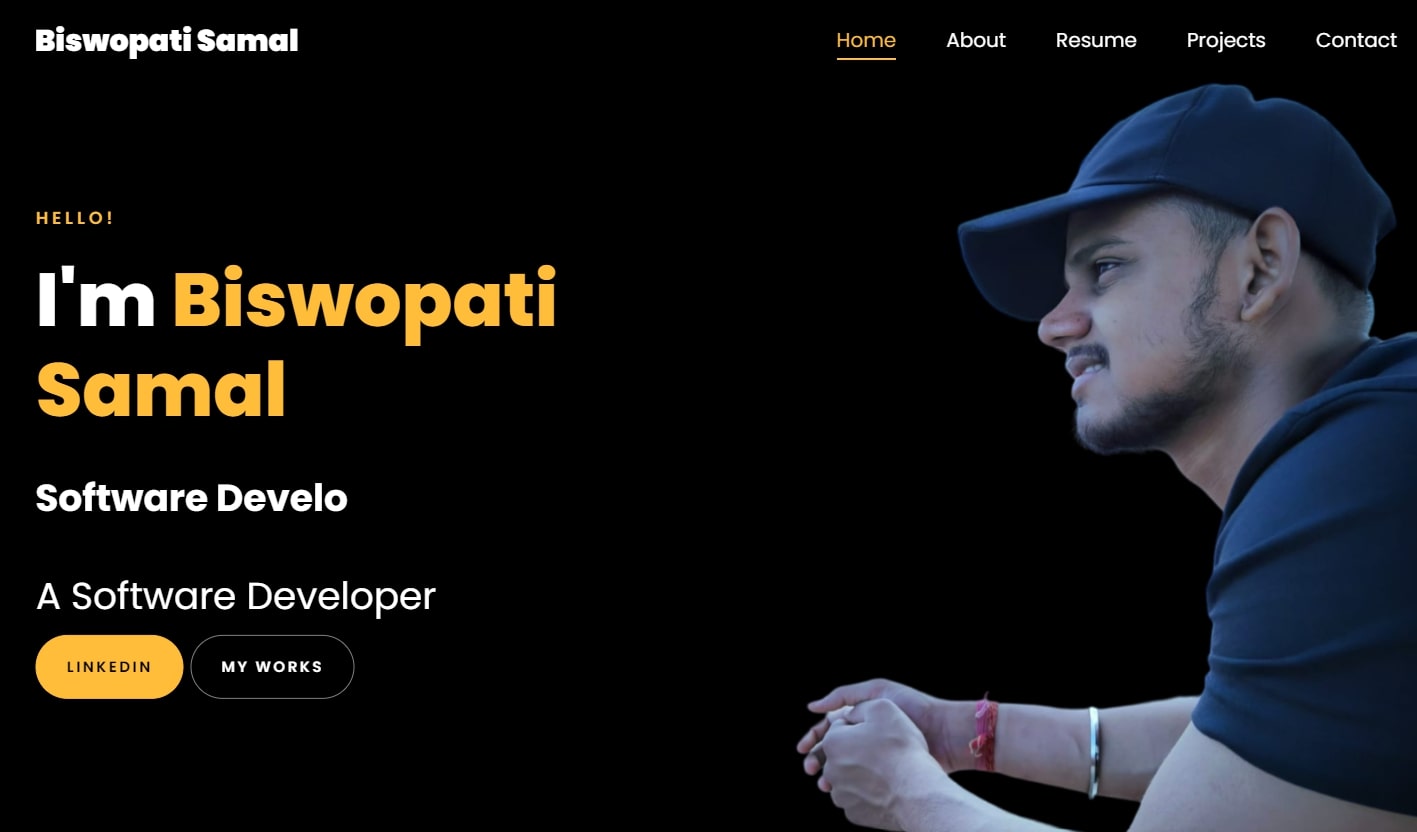 Biswopati Samal
Home About Resume Projects Contact
HELLO!
I'm Biswopati
Samal
Software Develo
A Software Developer
LINKEDIN MY WORKS